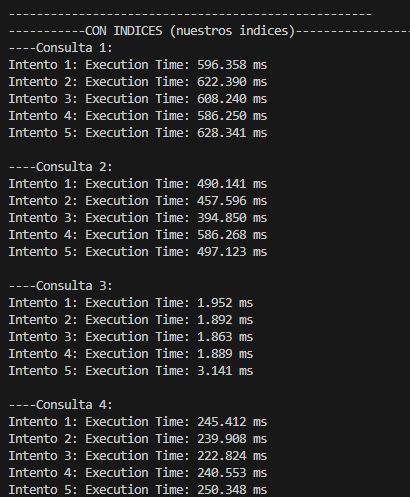 ----------------------------------------------------
-----------CON INDICES (nuestros indices)-----------------
----Consulta 1:
Intento 1: Execution Time: 596.358 ms
Intento 2: Execution Time: 622.390 ms
Intento 3: Execution Time: 608.240 ms
Intento 4: Execution Time: 586.250 ms
Intento 5: Execution Time: 628.341 ms
----Consulta 2:
Intento 1: Execution Time: 490.141 ms
Intento 2: Execution Time: 457.596 ms
Intento 3: Execution Time: 394.850 ms
Intento 4: Execution Time: 586.268 ms
Intento 5: Execution Time: 497.123 ms
----Consulta 3:
Intento 1: Execution Time: 1.952 ms
Intento 2: Execution Time: 1.892 ms
Intento 3: Execution Time: 1.863 ms
Intento 4: Execution Time: 1.889 ms
Intento 5: Execution Time: 3.141 ms
----Consulta 4:
Intento 1: Execution Time: 245.412 ms
Intento 2: Execution Time: 239.908 ms
Intento 3: Execution Time: 222.824 ms
Intento 4: Execution Time: 240.553 ms
Intento 5: Execution Time: 250.348 ms